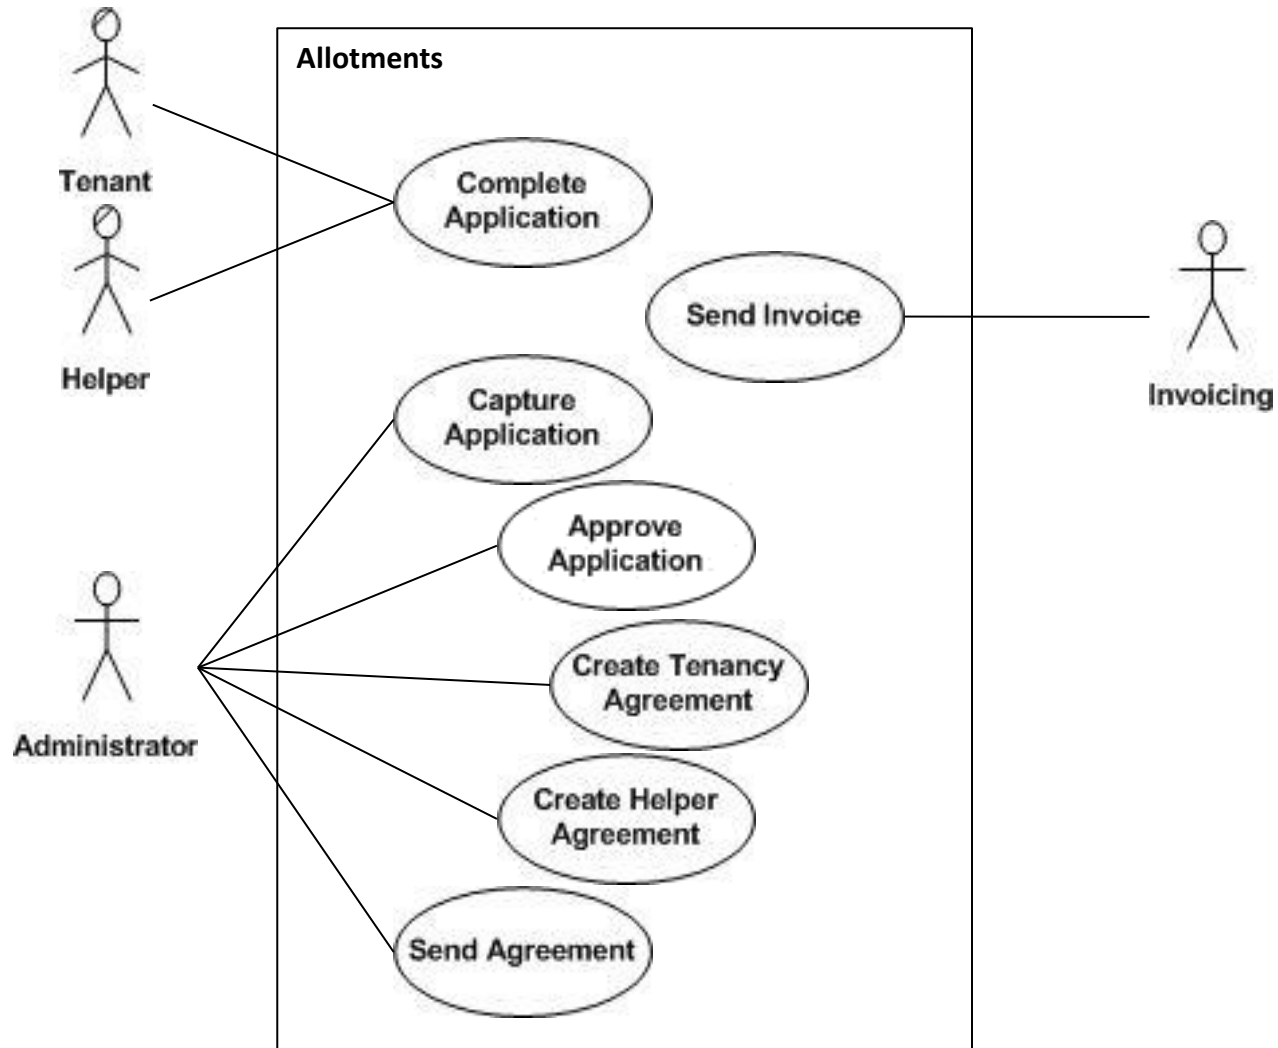 Allotments
Tenant
Complete
Application
Helper
Send Invoice
Invoicing
Capture
Application
Approve
Application
Administrator
Create Tenancy
Agreement
Create Helper
Agreement
Send Agreement